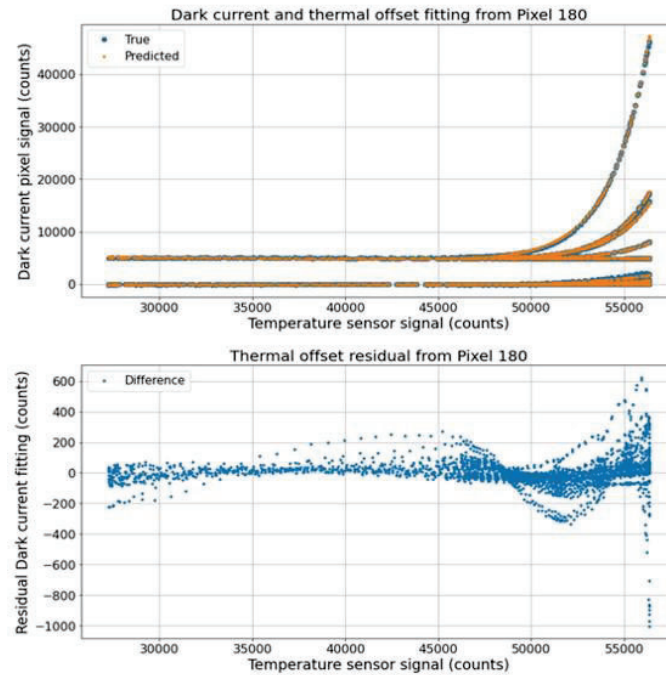 Dark current and thermal offset fitting from Pixel 180
True
Predicted
Dark current pixel signal (counts)
40000
30000
20000
10000
0
30000 35000 40000 45000 50000 55000
Temperature sensor signal (counts)
Thermal offset residual from Pixel 180
Difference
Residual Dark current fitting (counts)
600
400
200
0
−200
−400
−600
−800
−1000
30000 35000 40000 45000 50000 55000
Temperature sensor signal (counts)